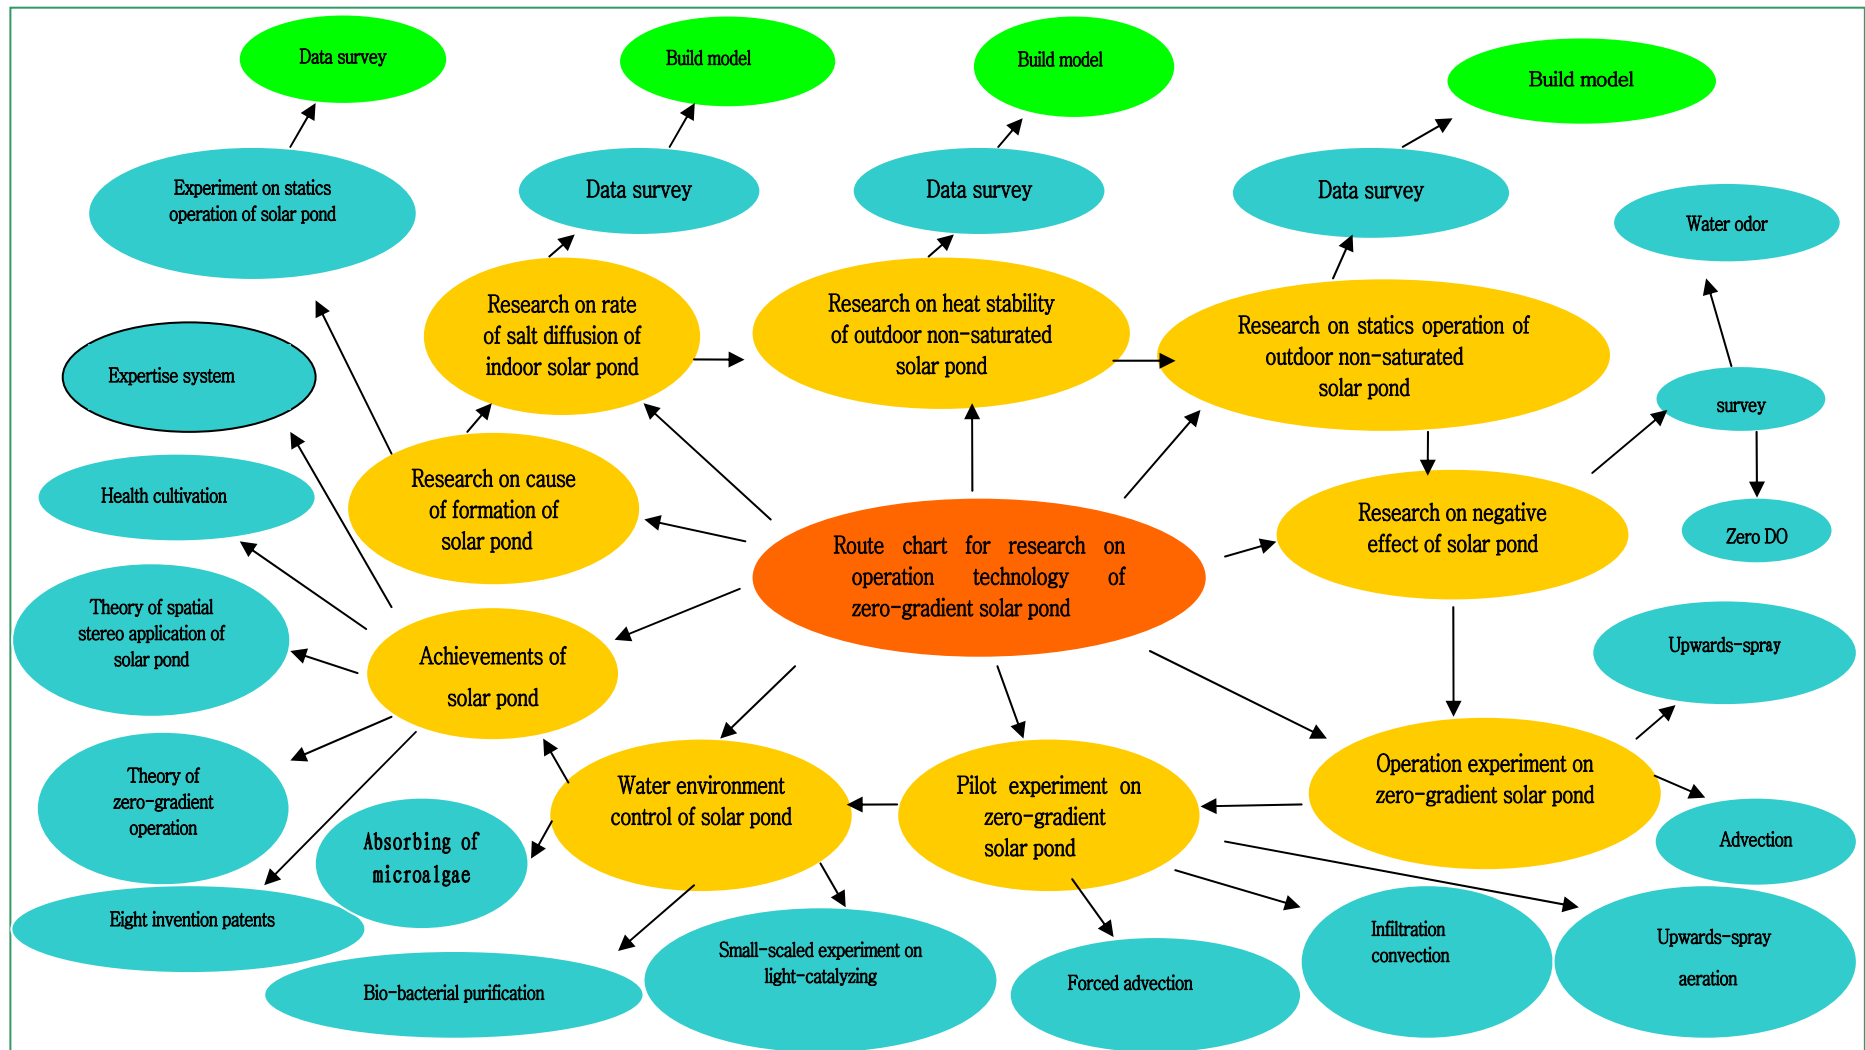 Data survey
Build model
Build model
Build model
Experiment on statics
operation of solar pond
Data survey
Data survey
Data survey
Water odor
Research on rate
of salt diffusion of
indoor solar pond
Research on heat stability
of outdoor non-saturated
solar pond
Research on statics operation of
outdoor non-saturated
solar pond
Expertise system
survey
Health cultivation
Research on cause
of formation of
solar pond
Route chart for research on
operation technology of
zero-gradient solar pond
Research on negative
effect of solar pond
Zero DO
Theory of spatial
stereo application of
solar pond
Achievements of
solar pond
Upwards-spray
Theory of
zero-gradient
operation
Water environment
control of solar pond
Pilot experiment on
zero-gradient
solar pond
Operation experiment on
zero-gradient solar pond
Absorbing of
microalgae
Advection
Eight invention patents
Bio-bacterial purification
Small-scaled experiment on
light-catalyzing
Forced advection
Infiltration
convection
Upwards-spray
aeration